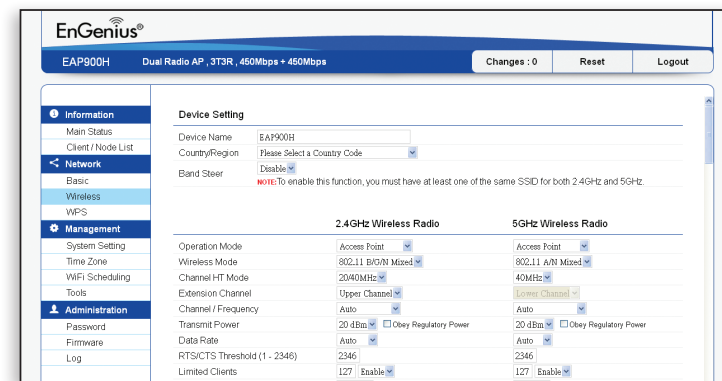 EnGenius®
EAP900H Dual Radio AP , 3T3R , 450Mbps + 450Mbps Changes : 0 Reset Logout
Information
Main Status
Client / Node List
Network
Basic
Wireless
WPS
Management
System Setting
Time Zone
WiFi Scheduling
Tools
Administration
Password
Firmware
Log
Device Setting
Device Name EAP900H
Country/Region Please Select a Country Code
Band Steer Disable
NOTE:To enable this function, you must have at least one of the same SSID for both 2.4GHz and 5GHz.
2.4GHz Wireless Radio 5GHz Wireless Radio
Operation Mode Access Point Access Point
Wireless Mode 802.11 B/G/N Mixed 802.11 A/N Mixed
Channel HT Mode 20/40MHz 40MHz
Extension Channel Upper Channel Lower Channel
Channel / Frequency Auto Auto
Transmit Power 20 dBm Obey Regulatory Power 20 dBm Obey Regulatory Power
Data Rate Auto Auto
RTS/CTS Threshold (1 - 2346) 2346 2346
Limited Clients 127 Enable 127 Enable